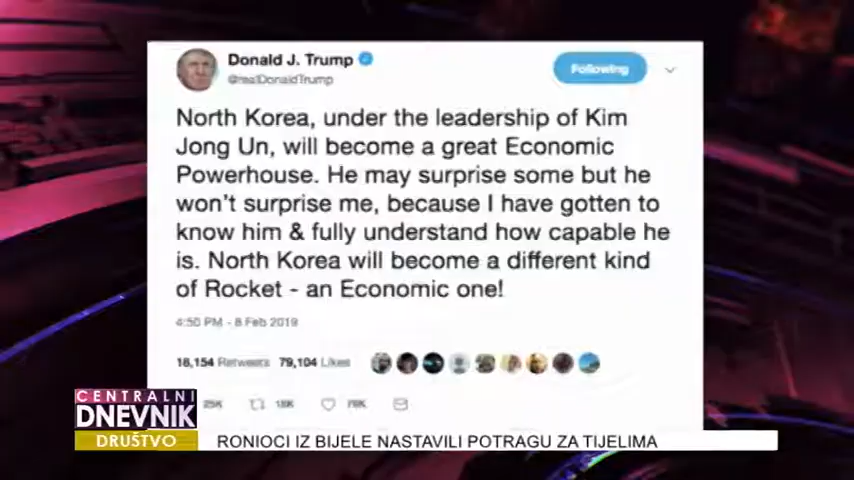 Donald J. Trump
@realDonaldTrump
Following
North Korea, under the leadership of Kim
Jong Un, will become a great Economic
Powerhouse. He may surprise some but he
won't surprise me, because I have gotten to
know him & fully understand how capable he
is. North Korea will become a different kind
of Rocket - an Economic one!
4:50 PM - 8 Feb 2019
18,154 Retweets 79,104 Likes
25K 18K 79K
CENTRALNI
DNEVNIK
DRUŠTVO
RONIOCI IZ BIJELE NASTAVILI POTRAGU ZA TIJELIMA